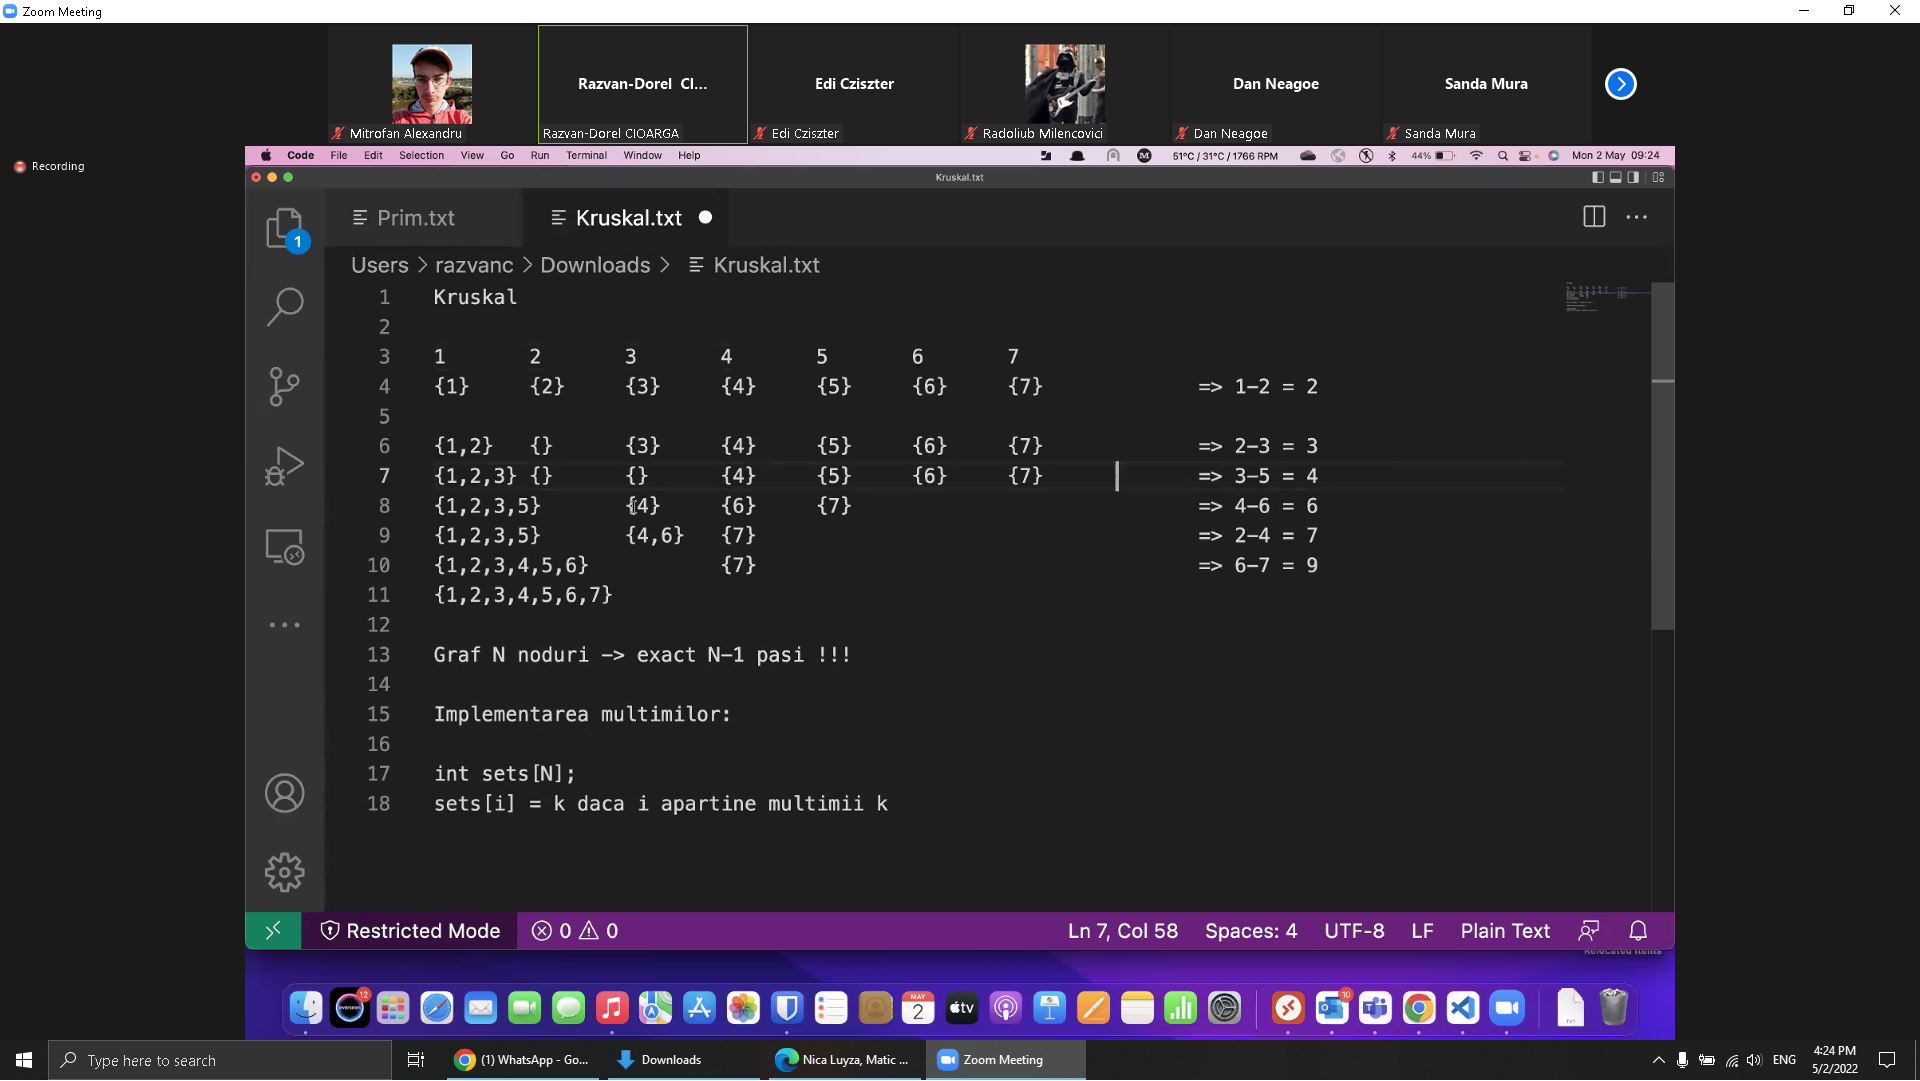 Zoom Meeting
Razvan-Dorel Cl...
Edi Cziszter
Dan Neagoe
Sanda Mura
Mitrofan Alexandru
Razvan-Dorel CIOARGA
Edi Cziszter
Radoliub Milencovici
Dan Neagoe
Sanda Mura
Recording
Code File Edit Selection View Go Run Terminal Window Help
51°C / 31°C / 1766 RPM 44% Mon 2 May 09:24
Kruskal.txt
Prim.txt Kruskal.txt
1
Users > razvanc > Downloads > Kruskal.txt
1 Kruskal
2
3 1 2 3 4 5 6 7
4 {1} {2} {3} {4} {5} {6} {7} => 1-2 = 2
5
6 {1,2} {} {3} {4} {5} {6} {7} => 2-3 = 3
7 {1,2,3} {} {} {4} {5} {6} {7} => 3-5 = 4
8 {1,2,3,5} {4} {6} {7} => 4-6 = 6
9 {1,2,3,5} {4,6} {7} => 2-4 = 7
10 {1,2,3,4,5,6} {7} => 6-7 = 9
11 {1,2,3,4,5,6,7}
12
13 Graf N noduri -> exact N-1 pasi !!!
14
15 Implementarea multimilor:
16
17 int sets[N];
18 sets[i] = k daca i apartine multimii k
Restricted Mode 0 0 Ln 7, Col 58 Spaces: 4 UTF-8 LF Plain Text
Relocated Items
12
MAY
2
tv
10
TXT
Type here to search
(1) WhatsApp - Go...
Downloads
Nica Luyza, Matic ...
Zoom Meeting
ENG
4:24 PM
5/2/2022